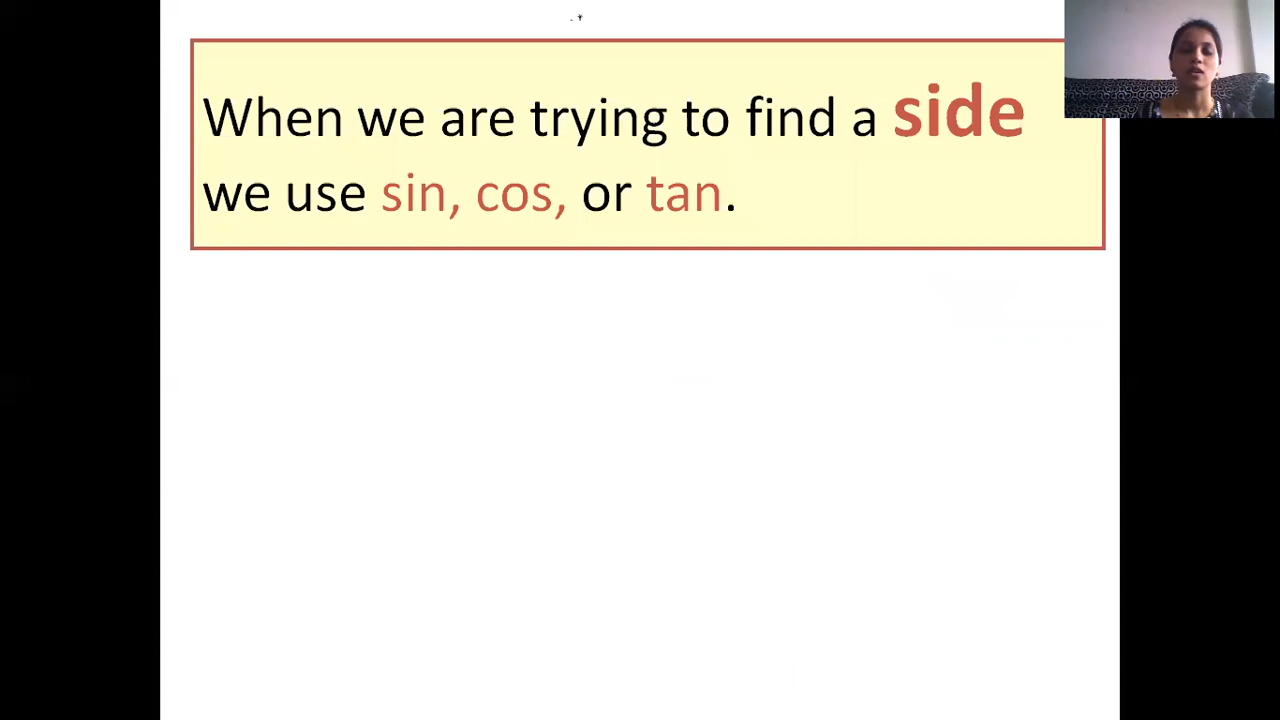 When we are trying to find a side
we use sin, cos, or tan.